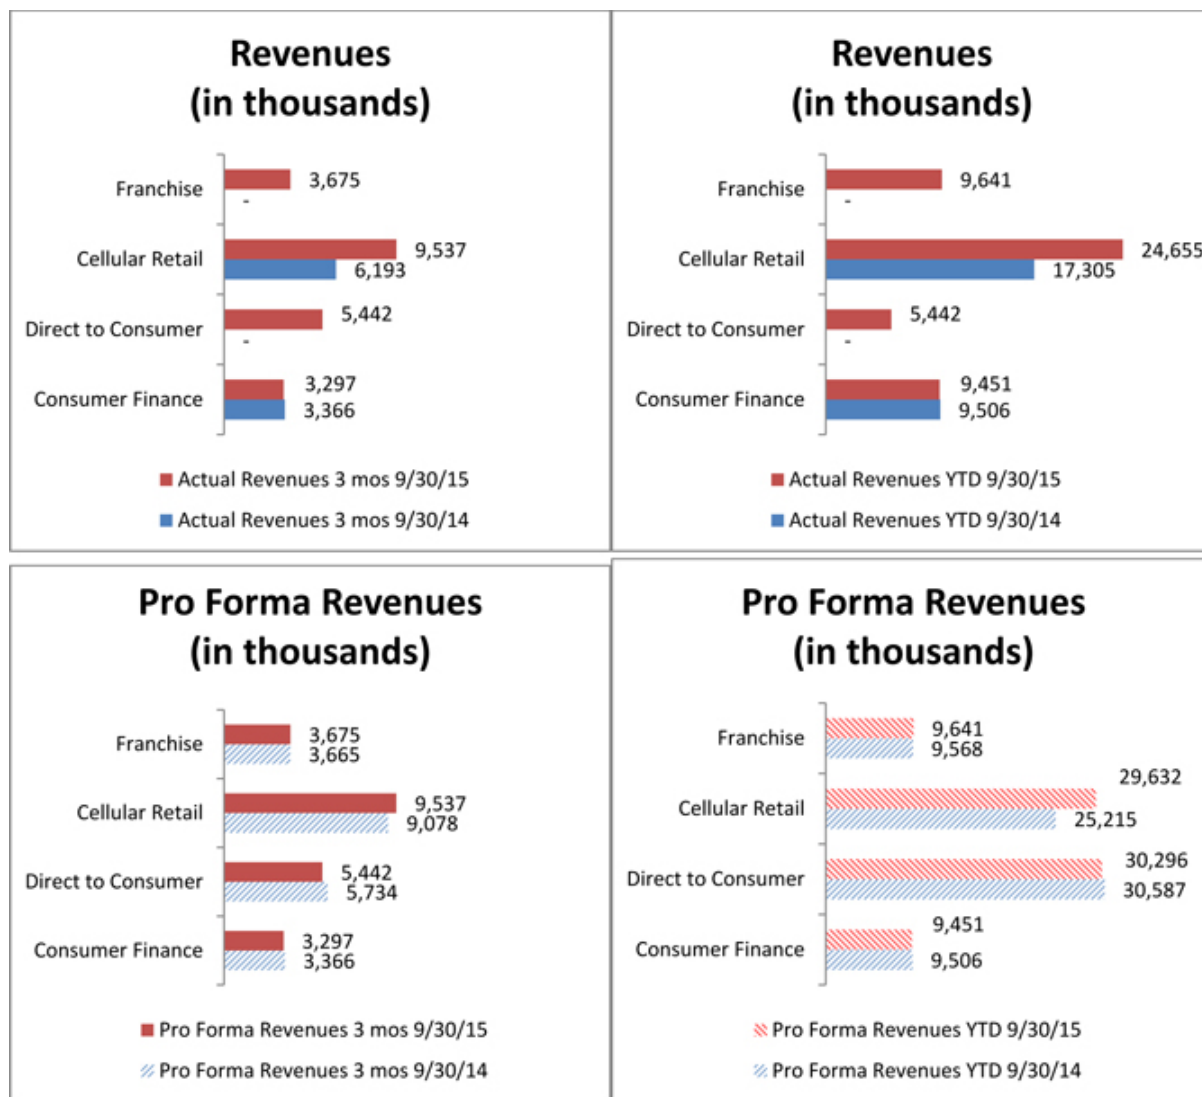 Revenues
(in thousands)
Franchise
3,675
-
Cellular Retail
9,537
6,193
Direct to Consumer
5,442
-
Consumer Finance
3,297
3,366
Actual Revenues 3 mos 9/30/15
Actual Revenues 3 mos 9/30/14
Revenues
(in thousands)
Franchise
9,641
-
Cellular Retail
24,655
17,305
Direct to Consumer
5,442
-
Consumer Finance
9,451
9,506
Actual Revenues YTD 9/30/15
Actual Revenues YTD 9/30/14
Pro Forma Revenues
(in thousands)
Franchise
3,675
3,665
Cellular Retail
9,537
9,078
Direct to Consumer
5,442
5,734
Consumer Finance
3,297
3,366
Pro Forma Revenues 3 mos 9/30/15
Pro Forma Revenues 3 mos 9/30/14
Pro Forma Revenues
(in thousands)
Franchise
9,641
9,568
Cellular Retail
29,632
25,215
Direct to Consumer
30,296
30,587
Consumer Finance
9,451
9,506
Pro Forma Revenues YTD 9/30/15
Pro Forma Revenues YTD 9/30/14